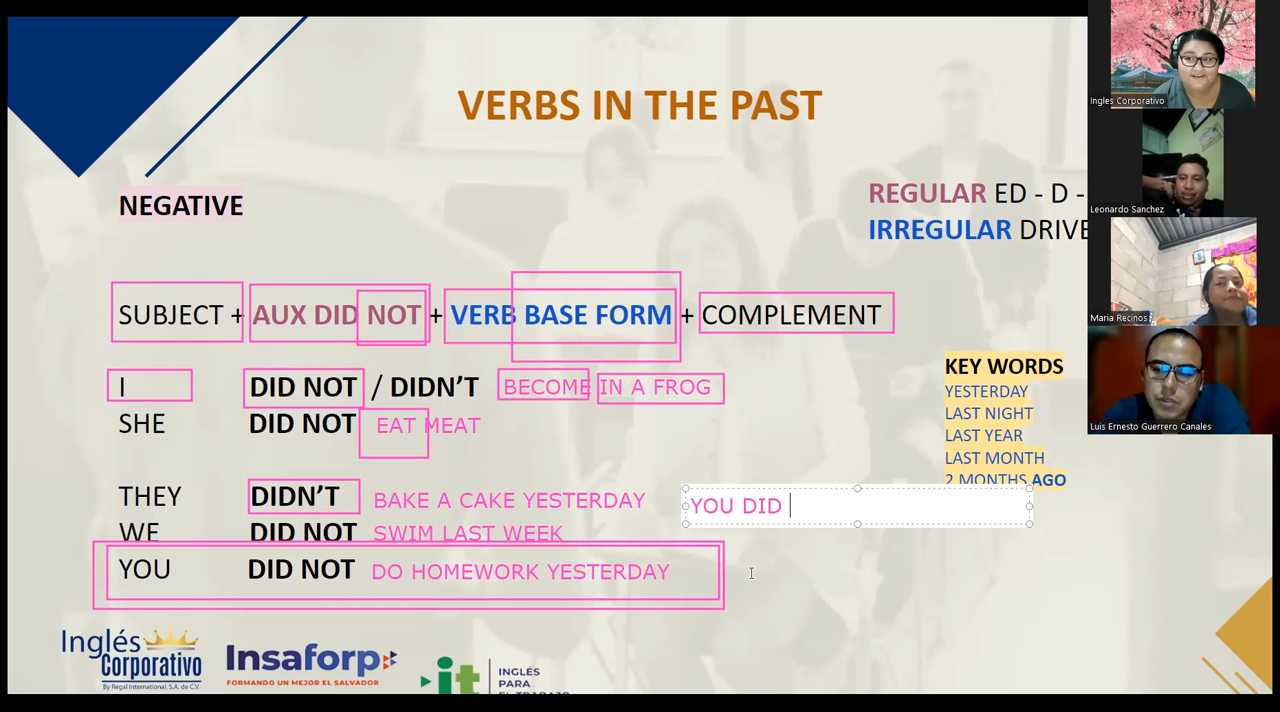 VERBS IN THE PAST
NEGATIVE
REGULAR ED - D -
IRREGULAR DRIVE
SUBJECT + AUX DID NOT + VERB BASE FORM + COMPLEMENT
I DID NOT / DIDN'T BECOME IN A FROG
SHE DID NOT EAT MEAT
THEY DIDN'T BAKE A CAKE YESTERDAY
WE DID NOT SWIM LAST WEEK
YOU DID NOT DO HOMEWORK YESTERDAY
YOU DID
KEY WORDS
YESTERDAY
LAST NIGHT
LAST YEAR
LAST MONTH
2 MONTHS AGO
Ingles Corporativo
Leonardo Sanchez
Maria Recinos
Luis Ernesto Guerrero Canales
Inglés
Corporativo
By Regal International, S.A. de C.V.
Insaforp
FORMANDO UN MEJOR EL SALVADOR
it
INGLÉS
PARA
EL TRABAJO